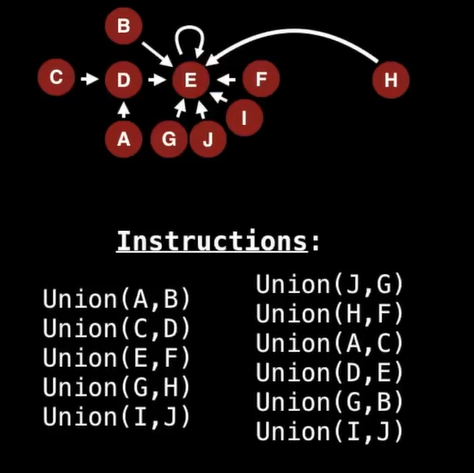 B
C D E F H
A G J I
Instructions:
Union(A,B)
Union(C,D)
Union(E,F)
Union(G,H)
Union(I,J)
Union(J,G)
Union(H,F)
Union(A,C)
Union(D,E)
Union(G,B)
Union(I,J)